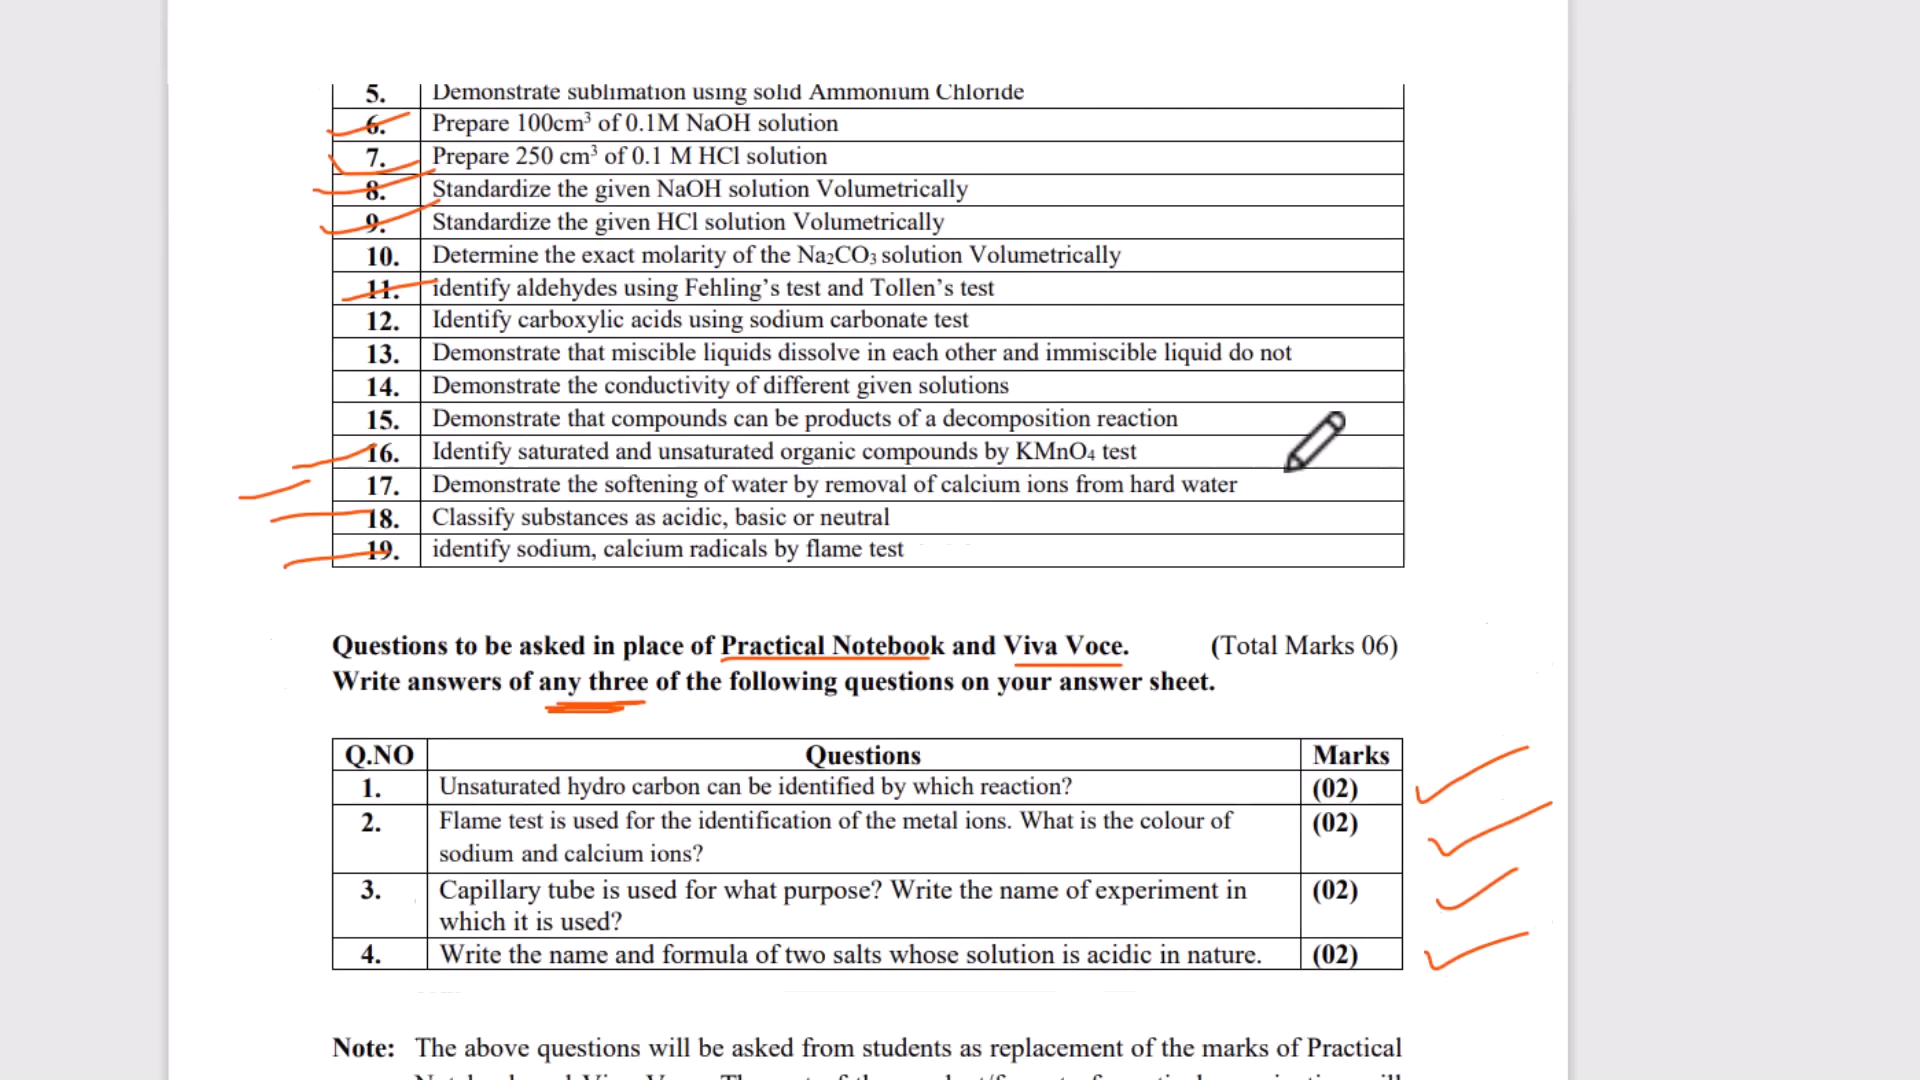 5. Demonstrate sublimation using solid Ammonium Chloride
6. Prepare 100cm³ of 0.1M NaOH solution
7. Prepare 250 cm³ of 0.1 M HCl solution
8. Standardize the given NaOH solution Volumetrically
9. Standardize the given HCl solution Volumetrically
10. Determine the exact molarity of the Na₂CO₃ solution Volumetrically
11. identify aldehydes using Fehling’s test and Tollen’s test
12. Identify carboxylic acids using sodium carbonate test
13. Demonstrate that miscible liquids dissolve in each other and immiscible liquid do not
14. Demonstrate the conductivity of different given solutions
15. Demonstrate that compounds can be products of a decomposition reaction
16. Identify saturated and unsaturated organic compounds by KMnO₄ test
17. Demonstrate the softening of water by removal of calcium ions from hard water
18. Classify substances as acidic, basic or neutral
19. identify sodium, calcium radicals by flame test
Questions to be asked in place of Practical Notebook and Viva Voce. (Total Marks 06)
Write answers of any three of the following questions on your answer sheet.
Q.NO Questions Marks
1. Unsaturated hydro carbon can be identified by which reaction? (02)
2. Flame test is used for the identification of the metal ions. What is the colour of (02)
sodium and calcium ions?
3. Capillary tube is used for what purpose? Write the name of experiment in (02)
which it is used?
4. Write the name and formula of two salts whose solution is acidic in nature. (02)
Note: The above questions will be asked from students as replacement of the marks of Practical